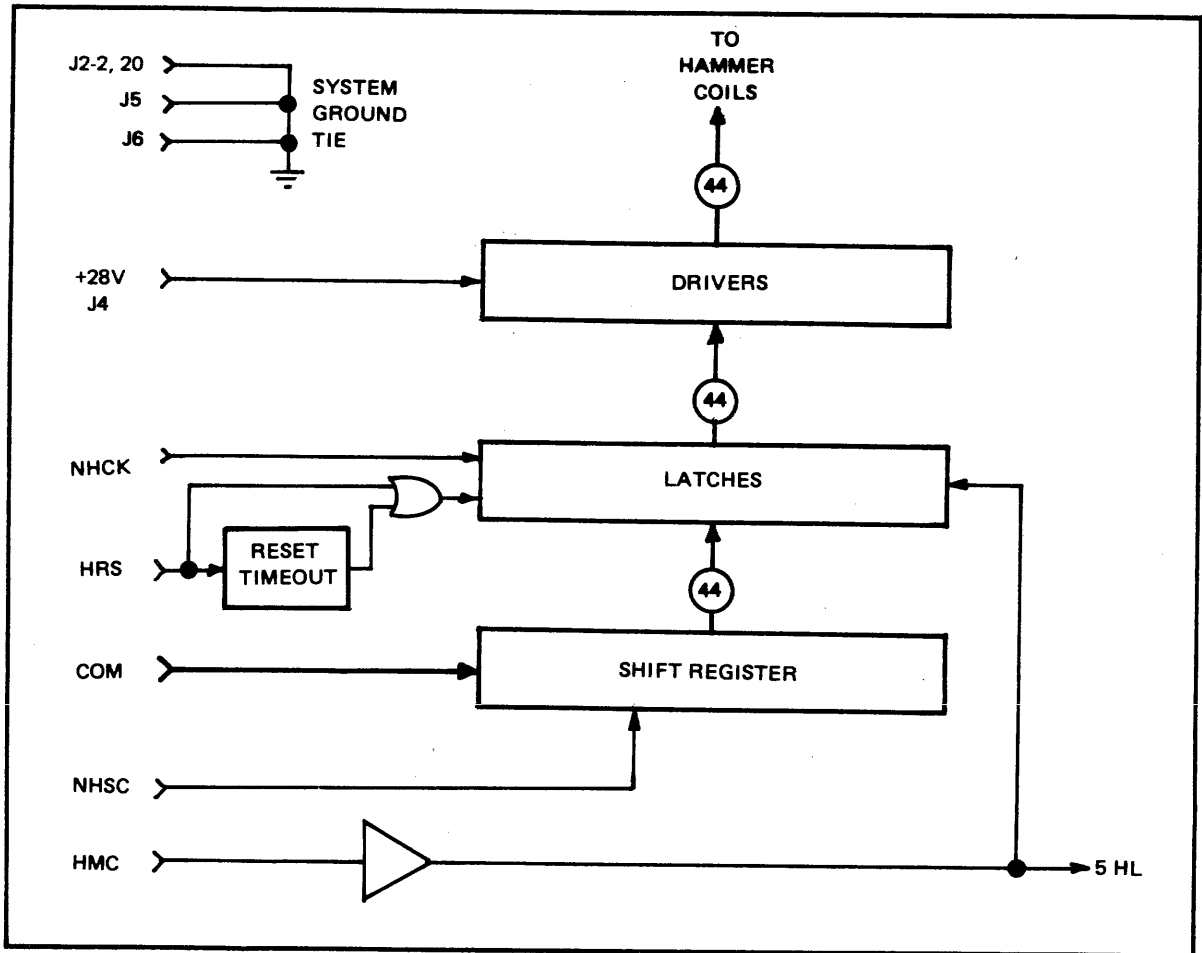 J2-2, 20
J5
J6
SYSTEM
GROUND
TIE
TO
HAMMER
COILS
44
+28V
J4
DRIVERS
44
NHCK
LATCHES
HRS
RESET
TIMEOUT
44
COM
SHIFT REGISTER
NHSC
HMC
5 HL